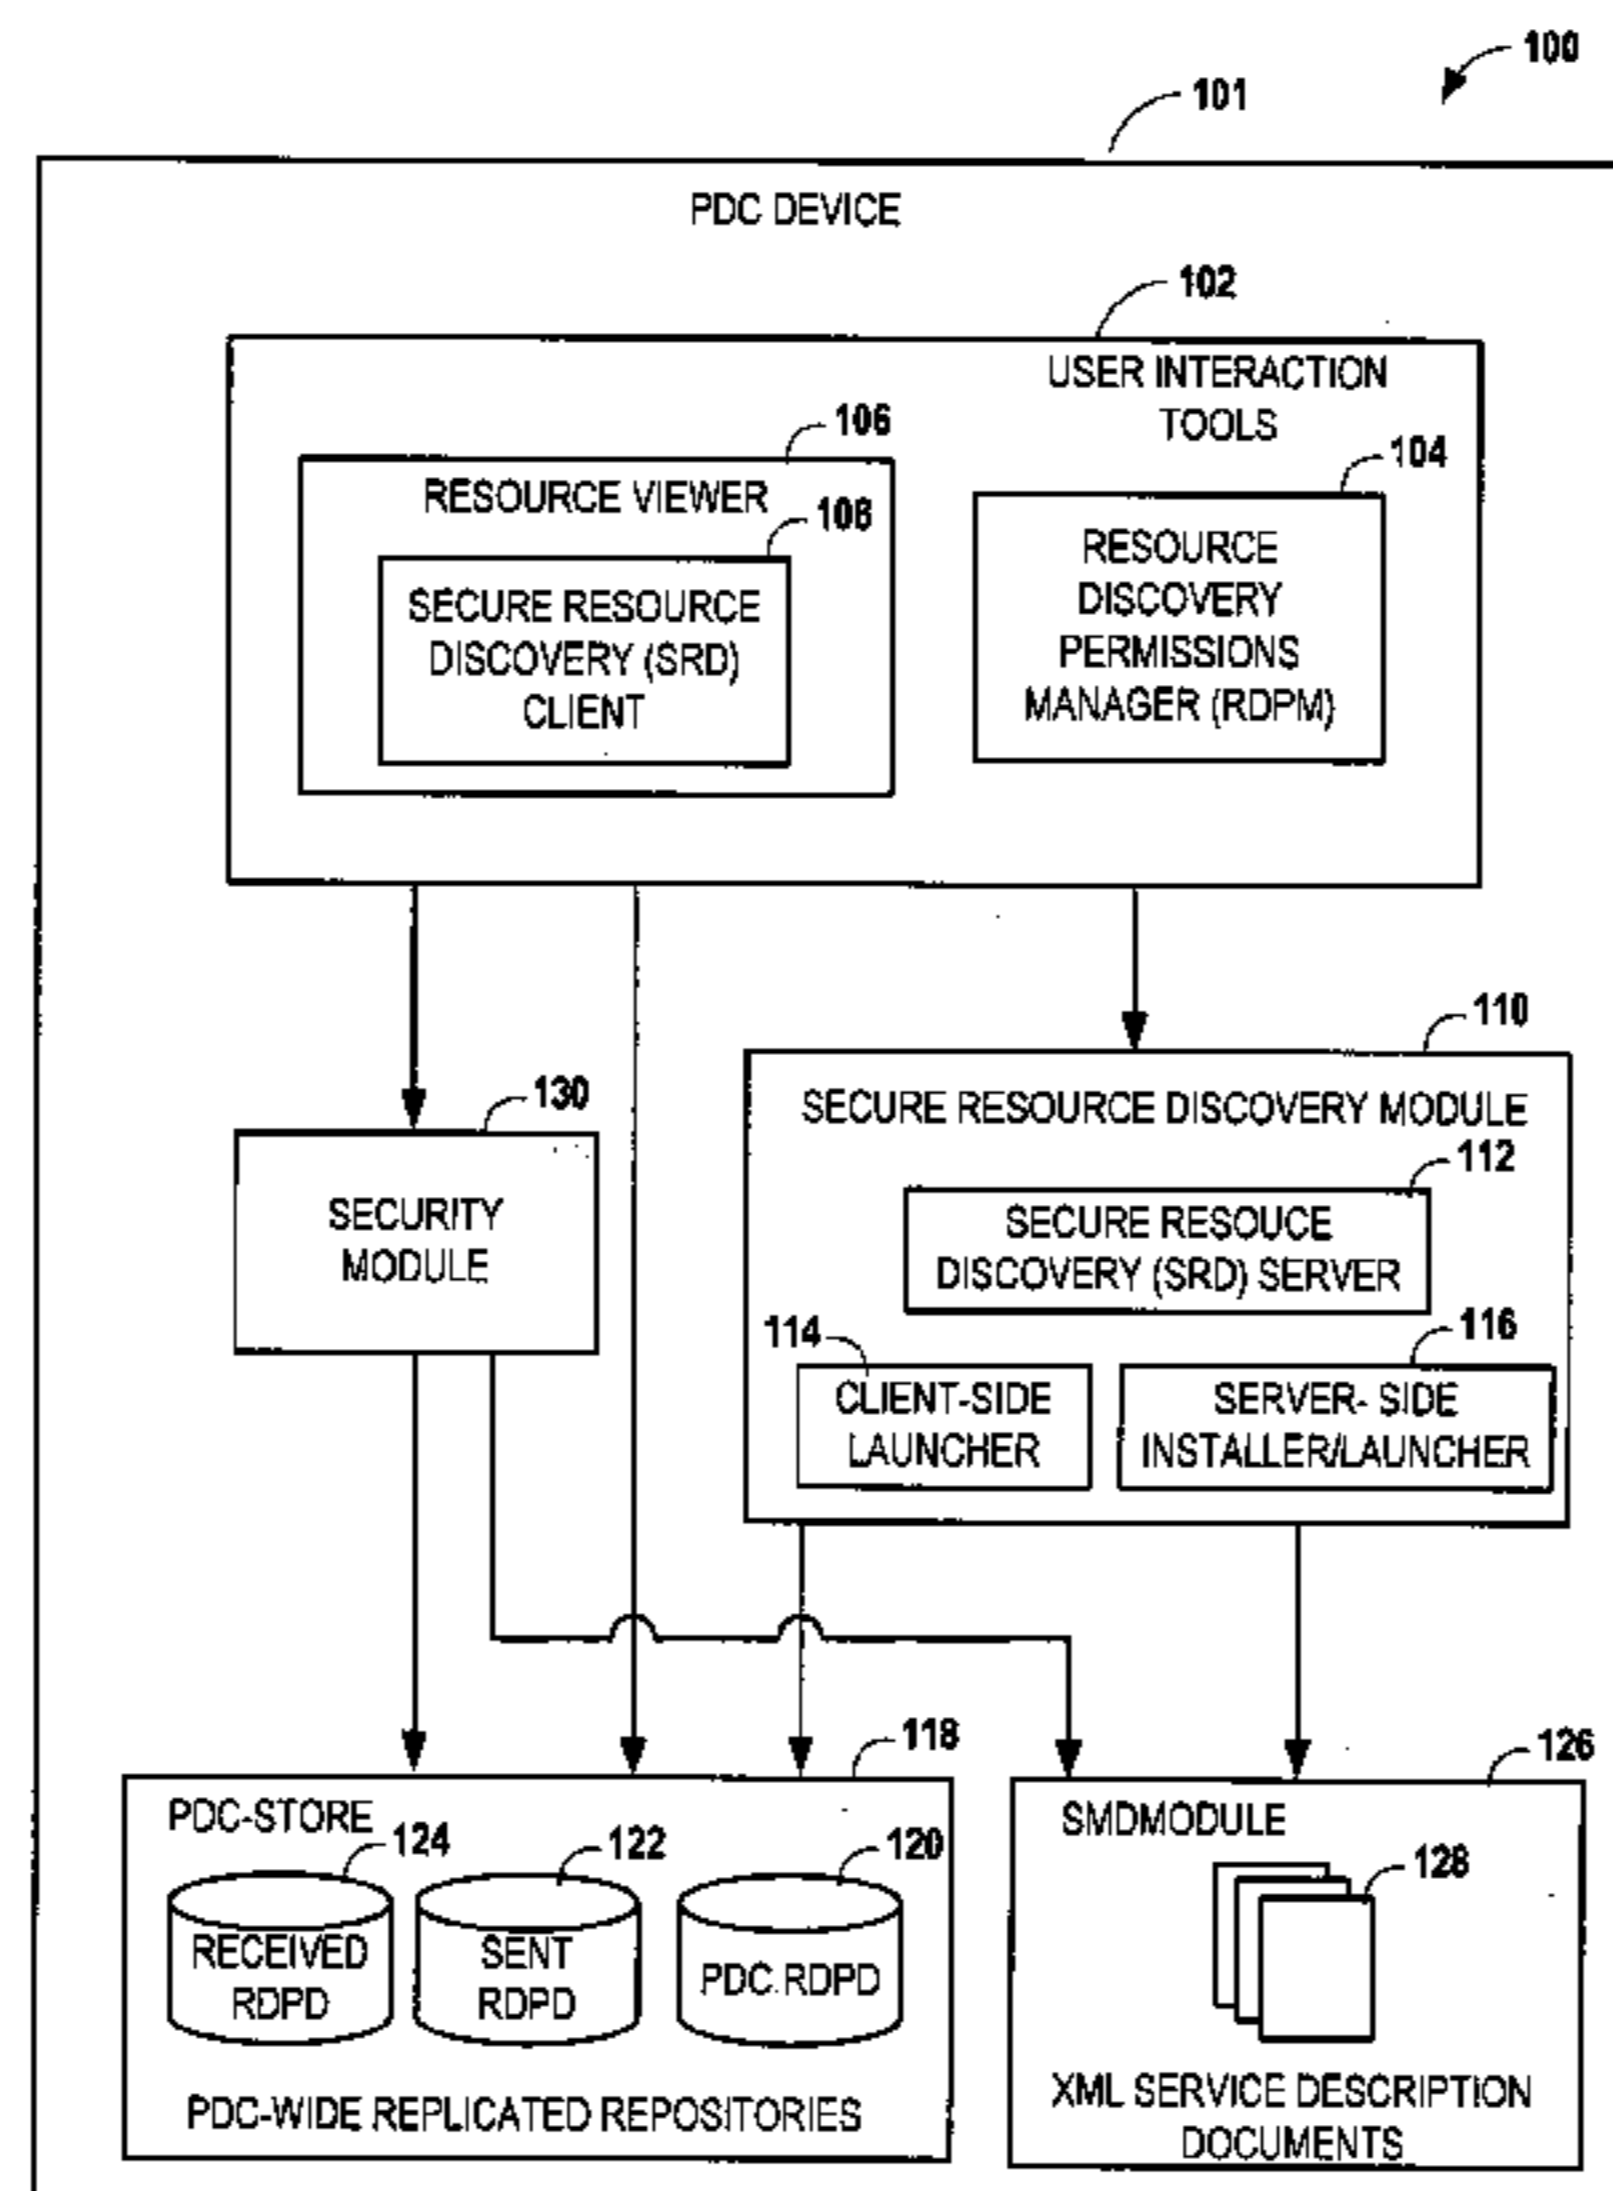 100
101
PDC DEVICE
102
USER INTERACTION
TOOLS
106
RESOURCE VIEWER
108
SECURE RESOURCE
DISCOVERY (SRD)
CLIENT
104
RESOURCE
DISCOVERY
PERMISSIONS
MANAGER (RDPM)
110
SECURE RESOURCE DISCOVERY MODULE
130
SECURITY
MODULE
112
SECURE RESOUCE
DISCOVERY (SRD) SERVER
114
CLIENT-SIDE
LAUNCHER
116
SERVER- SIDE
INSTALLER/LAUNCHER
118
PDC-STORE
124
RECEIVED
RDPD
122
SENT
RDPD
120
PDC RDPD
PDC-WIDE REPLICATED REPOSITORIES
126
SMDMODULE
128
XML SERVICE DESCRIPTION
DOCUMENTS